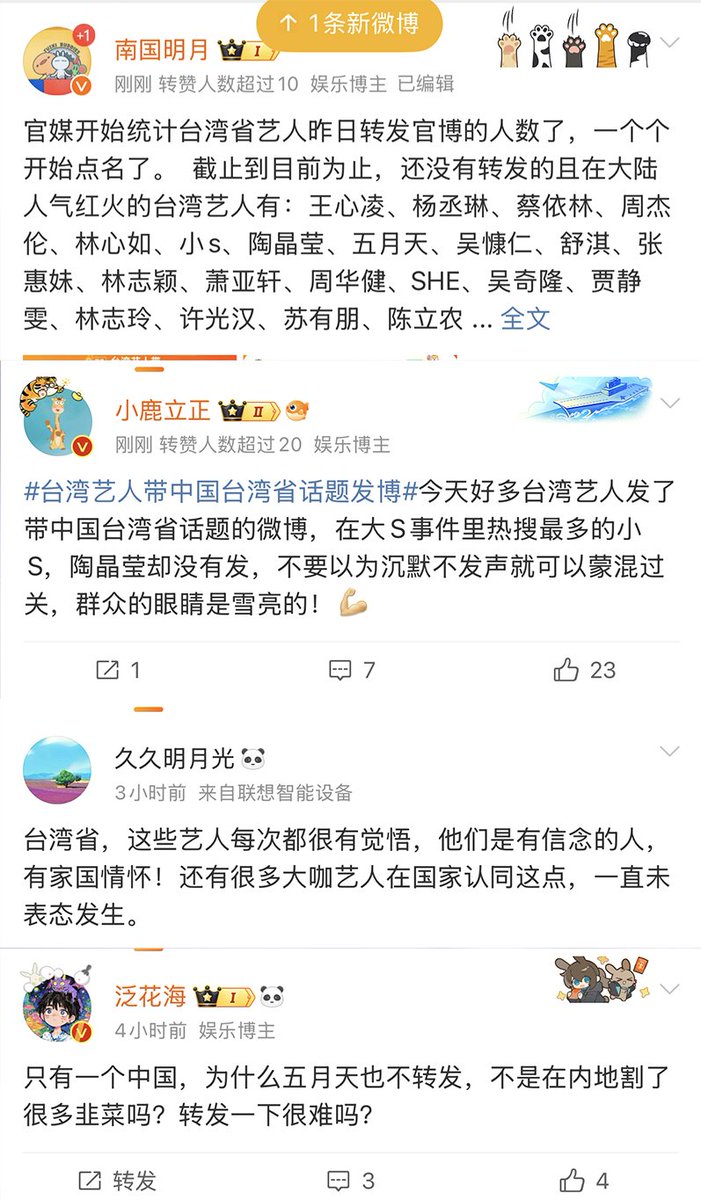 ↑ 1条新微博
+1
南国明月 I
刚刚 转赞人数超过10 娱乐博主 已编辑
官媒开始统计台湾省艺人昨日转发官博的人数了，一个个
开始点名了。 截止到目前为止，还没有转发的且在大陆
人气红火的台湾艺人有：王心凌、杨丞琳、蔡依林、周杰
伦、林心如、小s、陶晶莹、五月天、吴慷仁、舒淇、张
惠妹、林志颖、萧亚轩、周华健、SHE、吴奇隆、贾静
雯、林志玲、许光汉、苏有朋、陈立农 ... 全文
小鹿立正 II
刚刚 转赞人数超过20 娱乐博主
#台湾艺人带中国台湾省话题发博#今天好多台湾艺人发了
带中国台湾省话题的微博，在大S事件里热搜最多的小
S，陶晶莹却没有发，不要以为沉默不发声就可以蒙混过
关，群众的眼睛是雪亮的！💪🏼
1 7 23
久久明月光🐼
3小时前 来自联想智能设备
台湾省，这些艺人每次都很有觉悟，他们是有信念的人，
有家国情怀！还有很多大咖艺人在国家认同这点，一直未
表态发生。
泛花海 I 🐼
4小时前 娱乐博主
只有一个中国，为什么五月天也不转发，不是在内地割了
很多韭菜吗？转发一下很难吗？
转发 3 4